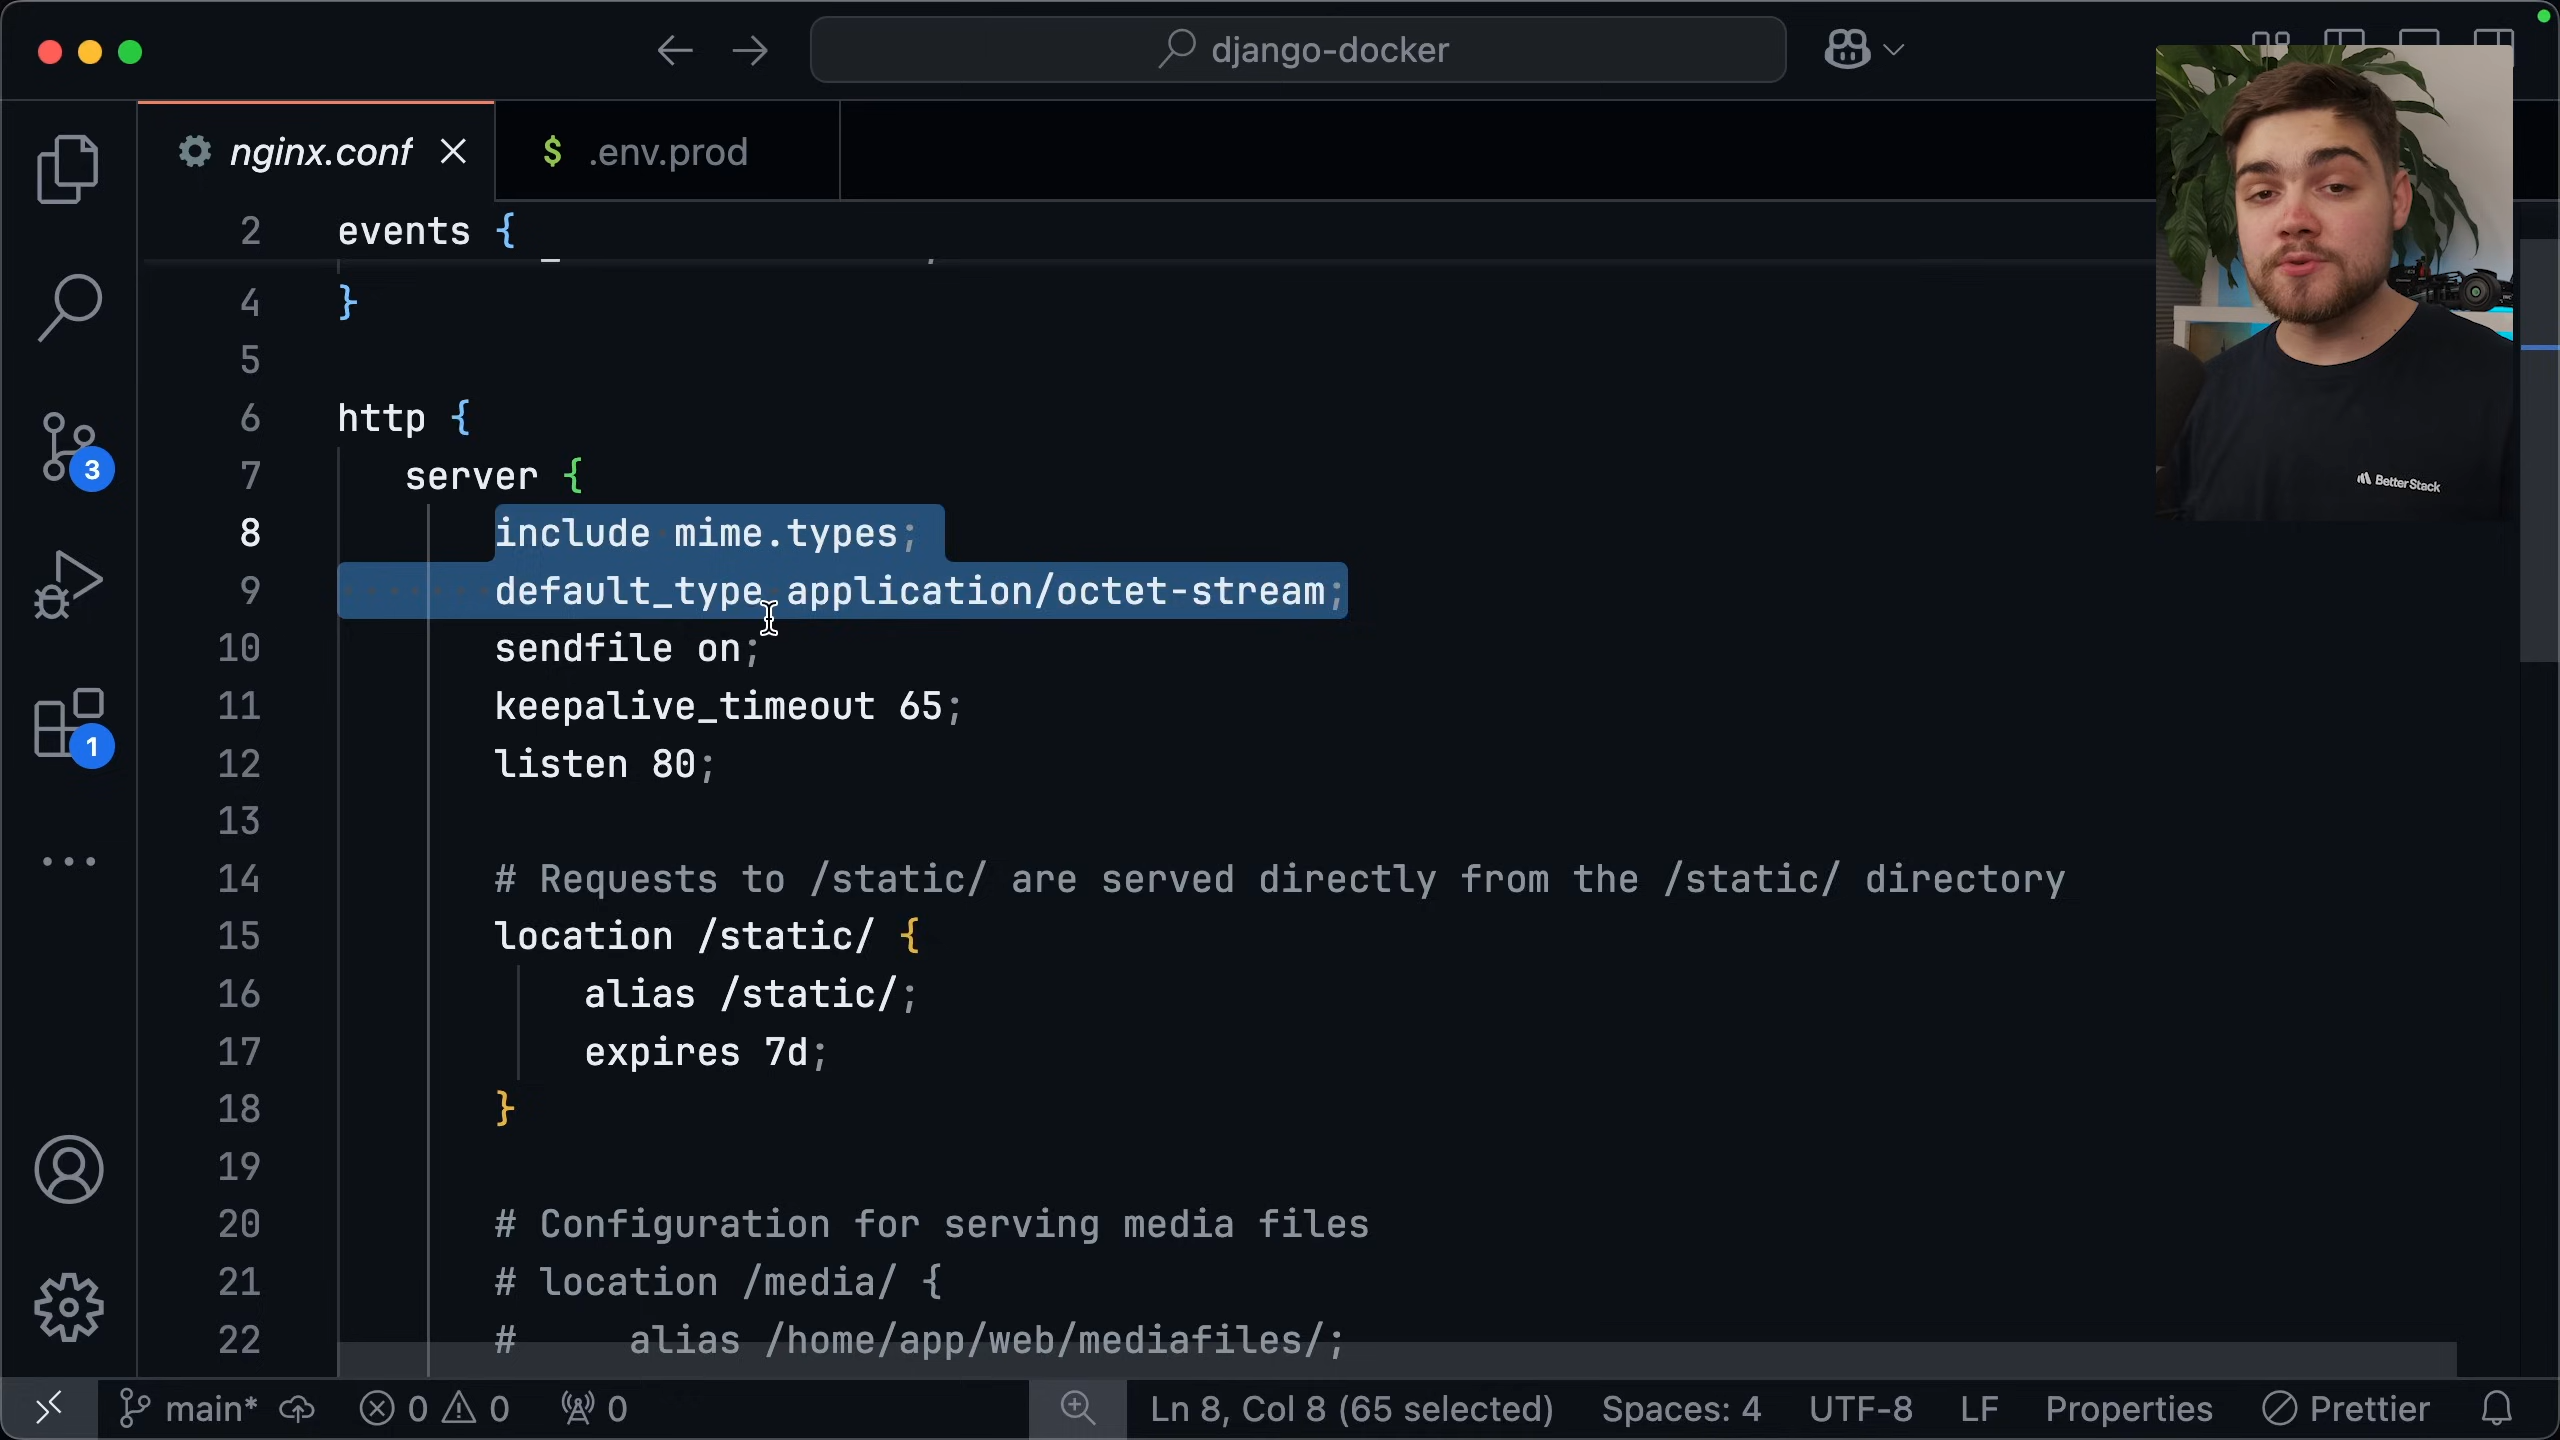 django-docker
nginx.conf
$ .env.prod
2 events {
4 }
5
6 http {
7 server {
8 include mime.types;
9 default_type application/octet-stream;
10 sendfile on;
11 keepalive_timeout 65;
12 listen 80;
13
14 # Requests to /static/ are served directly from the /static/ directory
15 location /static/ {
16 alias /static/;
17 expires 7d;
18 }
19
20 # Configuration for serving media files
21 # location /media/ {
22 # alias /home/app/web/mediafiles/;
3
1
Better Stack
main* 0 0 0 Ln 8, Col 8 (65 selected) Spaces: 4 UTF-8 LF Properties Prettier